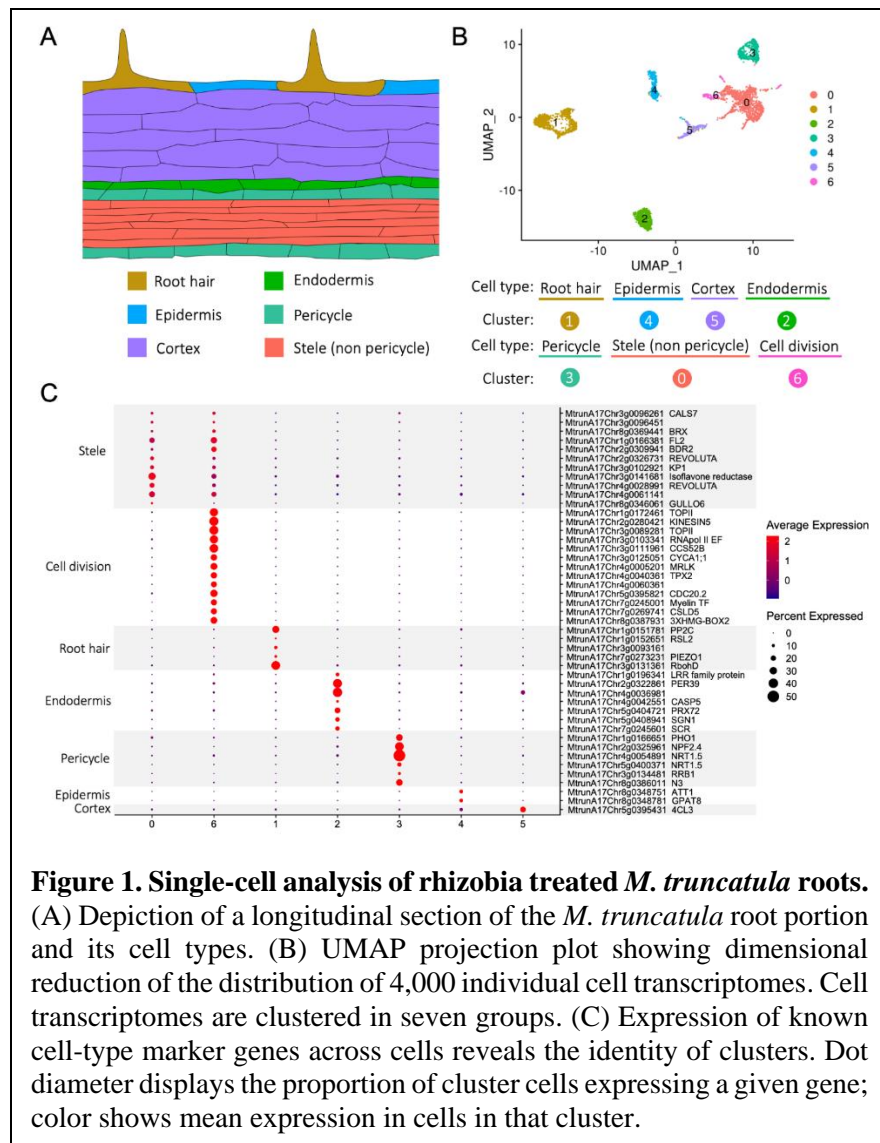 A
Root hair
Endodermis
Epidermis
Pericycle
Cortex
Stele (non pericycle)
B
UMAP_2
10
0
-10
-10
0
10
UMAP_1
0
1
2
3
4
5
6
0
1
2
3
4
5
6
Cell type: Root hair Epidermis Cortex Endodermis
Cluster: 1 4 5 2
Cell type: Pericycle Stele (non pericycle) Cell division
Cluster: 3 0 6
C
Stele
Cell division
Root hair
Endodermis
Pericycle
Epidermis
Cortex
0 6 1 2 3 4 5
MtrunA17Chr3g0096261 CALS7
MtrunA17Chr3g0096451
MtrunA17Chr8g0369441 BRX
MtrunA17Chr1g0166381 FL2
MtrunA17Chr2g0309941 BDR2
MtrunA17Chr2g0326731 REVOLUTA
MtrunA17Chr3g0102921 KP1
MtrunA17Chr3g0141681 Isoflavone reductase
MtrunA17Chr4g0028991 REVOLUTA
MtrunA17Chr4g0061141
MtrunA17Chr8g0346061 GULLO6
MtrunA17Chr1g0172461 TOPII
MtrunA17Chr2g0280421 KINESIN5
MtrunA17Chr3g0089281 TOPII
MtrunA17Chr3g0103341 RNApol II EF
MtrunA17Chr3g0111961 CCS52B
MtrunA17Chr3g0125051 CYCA1;1
MtrunA17Chr4g0005201 MRLK
MtrunA17Chr4g0040361 TPX2
MtrunA17Chr4g0060361
MtrunA17Chr5g0395821 CDC20.2
MtrunA17Chr7g0245001 Myelin TF
MtrunA17Chr7g0269741 CSLD5
MtrunA17Chr8g0387931 3XHMG-BOX2
MtrunA17Chr1g0151781 PP2C
MtrunA17Chr1g0152651 RSL2
MtrunA17Chr3g0093161
MtrunA17Chr7g0273231 PIEZO1
MtrunA17Chr3g0131361 RbohD
MtrunA17Chr1g0196341 LRR family protein
MtrunA17Chr2g0322861 PER39
MtrunA17Chr4g0036981
MtrunA17Chr4g0042551 CASP5
MtrunA17Chr5g0404721 PRX72
MtrunA17Chr5g0408941 SGN1
MtrunA17Chr7g0245601 SCR
MtrunA17Chr1g0166651 PHO1
MtrunA17Chr2g0325961 NPF2.4
MtrunA17Chr4g0054891 NRT1.5
MtrunA17Chr5g0400371 NRT1.5
MtrunA17Chr3g0134481 RRB1
MtrunA17Chr8g0386011 N3
MtrunA17Chr8g0348751 ATT1
MtrunA17Chr8g0348781 GPAT8
MtrunA17Chr5g0395431 4CL3
Average Expression
2
1
0
Percent Expressed
0
10
20
30
40
50
Figure 1. Single-cell analysis of rhizobia treated M. truncatula roots.
(A) Depiction of a longitudinal section of the M. truncatula root portion
and its cell types. (B) UMAP projection plot showing dimensional
reduction of the distribution of 4,000 individual cell transcriptomes. Cell
transcriptomes are clustered in seven groups. (C) Expression of known
cell-type marker genes across cells reveals the identity of clusters. Dot
diameter displays the proportion of cluster cells expressing a given gene;
color shows mean expression in cells in that cluster.